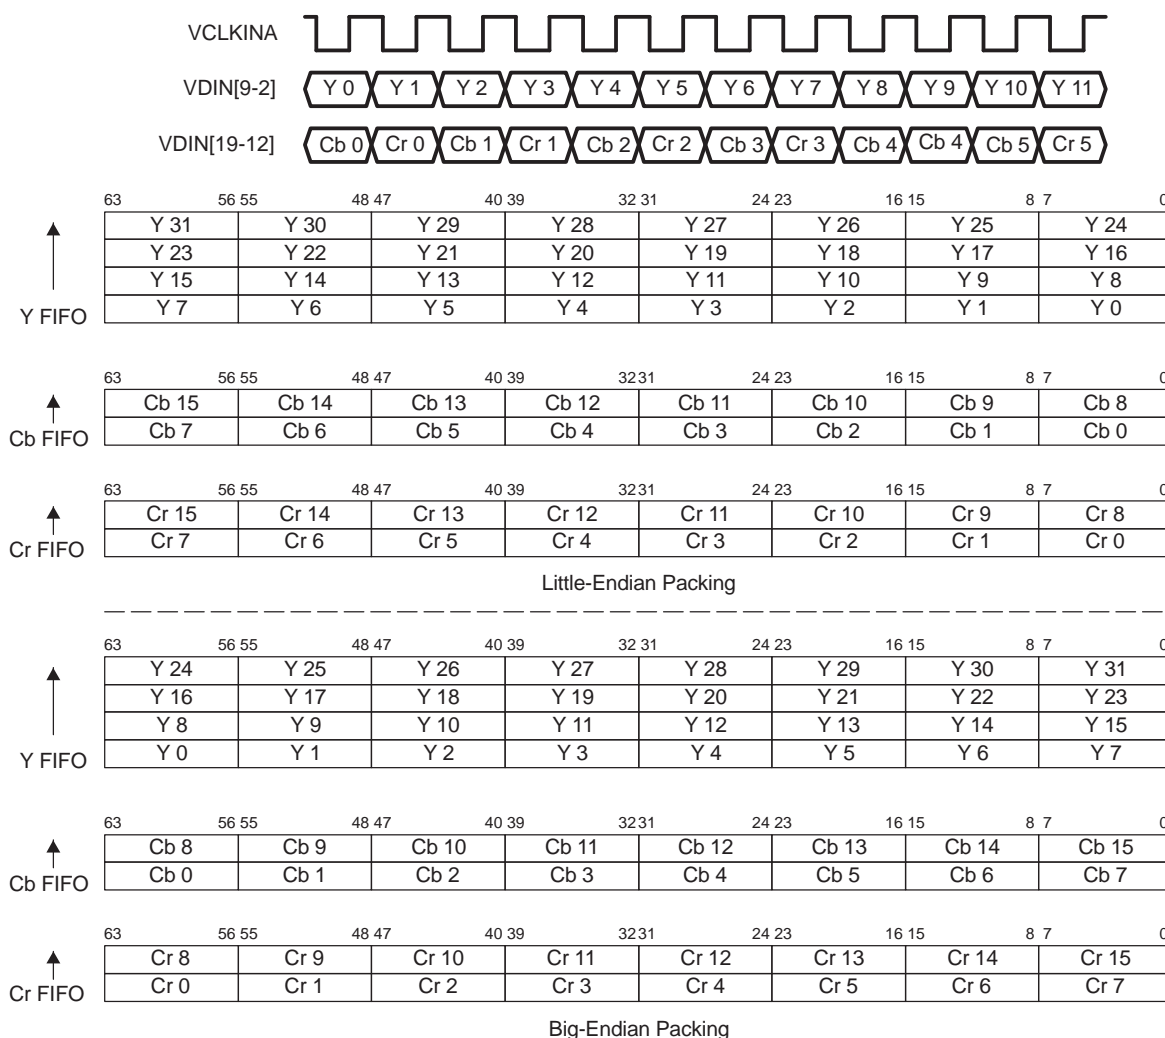 VCLKINA
VDIN[9-2] Y 0 Y 1 Y 2 Y 3 Y 4 Y 5 Y 6 Y 7 Y 8 Y 9 Y 10 Y 11
VDIN[19-12] Cb 0 Cr 0 Cb 1 Cr 1 Cb 2 Cr 2 Cb 3 Cr 3 Cb 4 Cb 4 Cb 5 Cr 5
63 56 55 48 47 40 39 32 31 24 23 16 15 8 7 0
Y 31 Y 30 Y 29 Y 28 Y 27 Y 26 Y 25 Y 24
Y 23 Y 22 Y 21 Y 20 Y 19 Y 18 Y 17 Y 16
Y 15 Y 14 Y 13 Y 12 Y 11 Y 10 Y 9 Y 8
Y FIFO Y 7 Y 6 Y 5 Y 4 Y 3 Y 2 Y 1 Y 0
63 56 55 48 47 40 39 32 31 24 23 16 15 8 7 0
Cb 15 Cb 14 Cb 13 Cb 12 Cb 11 Cb 10 Cb 9 Cb 8
Cb FIFO Cb 7 Cb 6 Cb 5 Cb 4 Cb 3 Cb 2 Cb 1 Cb 0
63 56 55 48 47 40 39 32 31 24 23 16 15 8 7 0
Cr 15 Cr 14 Cr 13 Cr 12 Cr 11 Cr 10 Cr 9 Cr 8
Cr FIFO Cr 7 Cr 6 Cr 5 Cr 4 Cr 3 Cr 2 Cr 1 Cr 0
Little-Endian Packing
63 56 55 48 47 40 39 32 31 24 23 16 15 8 7 0
Y 24 Y 25 Y 26 Y 27 Y 28 Y 29 Y 30 Y 31
Y 16 Y 17 Y 18 Y 19 Y 20 Y 21 Y 22 Y 23
Y 8 Y 9 Y 10 Y 11 Y 12 Y 13 Y 14 Y 15
Y FIFO Y 0 Y 1 Y 2 Y 3 Y 4 Y 5 Y 6 Y 7
63 56 55 48 47 40 39 32 31 24 23 16 15 8 7 0
Cb 8 Cb 9 Cb 10 Cb 11 Cb 12 Cb 13 Cb 14 Cb 15
Cb FIFO Cb 0 Cb 1 Cb 2 Cb 3 Cb 4 Cb 5 Cb 6 Cb 7
63 56 55 48 47 40 39 32 31 24 23 16 15 8 7 0
Cr 8 Cr 9 Cr 10 Cr 11 Cr 12 Cr 13 Cr 14 Cr 15
Cr FIFO Cr 0 Cr 1 Cr 2 Cr 3 Cr 4 Cr 5 Cr 6 Cr 7
Big-Endian Packing